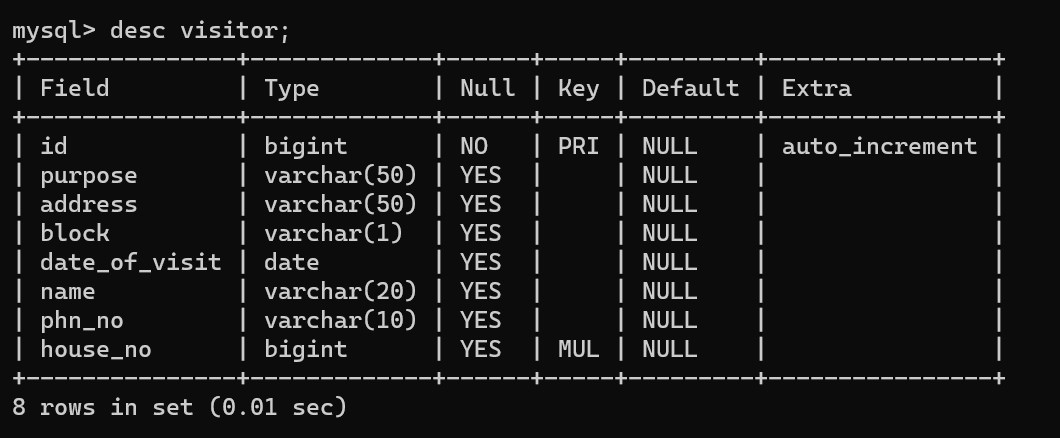 mysql> desc visitor;
+---------------+-------------+------+-----+---------+----------------+
| Field         | Type        | Null | Key | Default | Extra          |
+---------------+-------------+------+-----+---------+----------------+
| id            | bigint      | NO   | PRI | NULL    | auto_increment |
| purpose       | varchar(50) | YES  |     | NULL    |                |
| address       | varchar(50) | YES  |     | NULL    |                |
| block         | varchar(1)  | YES  |     | NULL    |                |
| date_of_visit | date        | YES  |     | NULL    |                |
| name          | varchar(20) | YES  |     | NULL    |                |
| phn_no        | varchar(10) | YES  |     | NULL    |                |
| house_no      | bigint      | YES  | MUL | NULL    |                |
+---------------+-------------+------+-----+---------+----------------+
8 rows in set (0.01 sec)